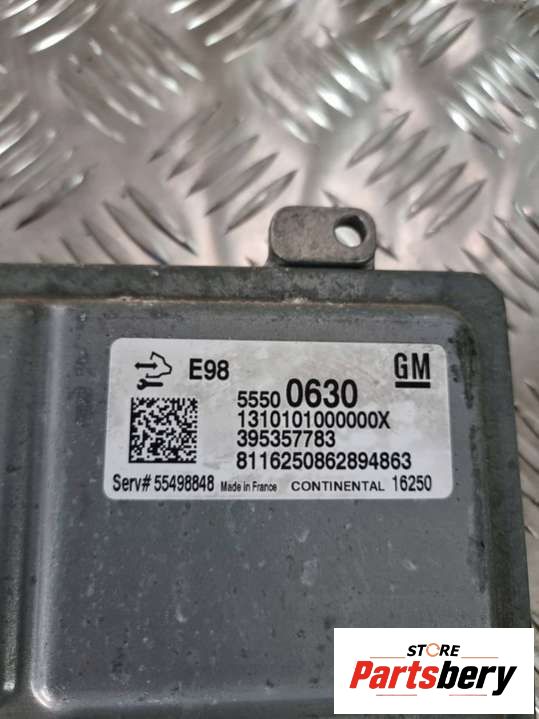 E98 GM
5550 0630
1310101000000X
395357783
8116250862894863
Serv# 55498848 Made in France CONTINENTAL 16250
STORE
Partsbery